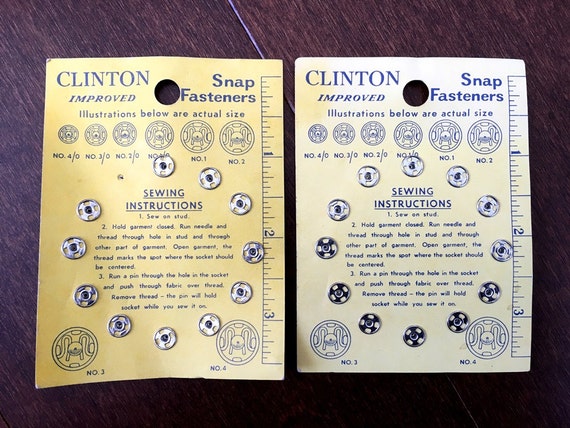 CLINTON
IMPROVED
Snap
Fasteners
Illustrations below are actual size
NO. 4/0 NO. 3/0 NO. 2/0 NO. 1 NO. 2
SEWING
INSTRUCTIONS
1. Sew on stud.
2. Hold garment closed. Run needle and
thread through hole in stud and through
other part of garment. Open garment, the
thread marks the spot where the socket should
be centered.
3. Run a pin through the hole in the socket
and push through fabric over thread.
Remove thread – the pin will hold
socket while you sew it on.
NO. 3 NO. 4
1
2
3
CLINTON
IMPROVED
Snap
Fasteners
Illustrations below are actual size
NO. 4/0 NO. 3/0 NO. 2/0 NO. 1 NO. 2
SEWING
INSTRUCTIONS
1. Sew on stud.
2. Hold garment closed. Run needle and
thread through hole in stud and through
other part of garment. Open garment, the
thread marks the spot where the socket should
be centered.
3. Run a pin through the hole in the socket
and push through fabric over thread.
Remove thread – the pin will hold
socket while you sew it on.
NO. 3 NO. 4
1
2
3